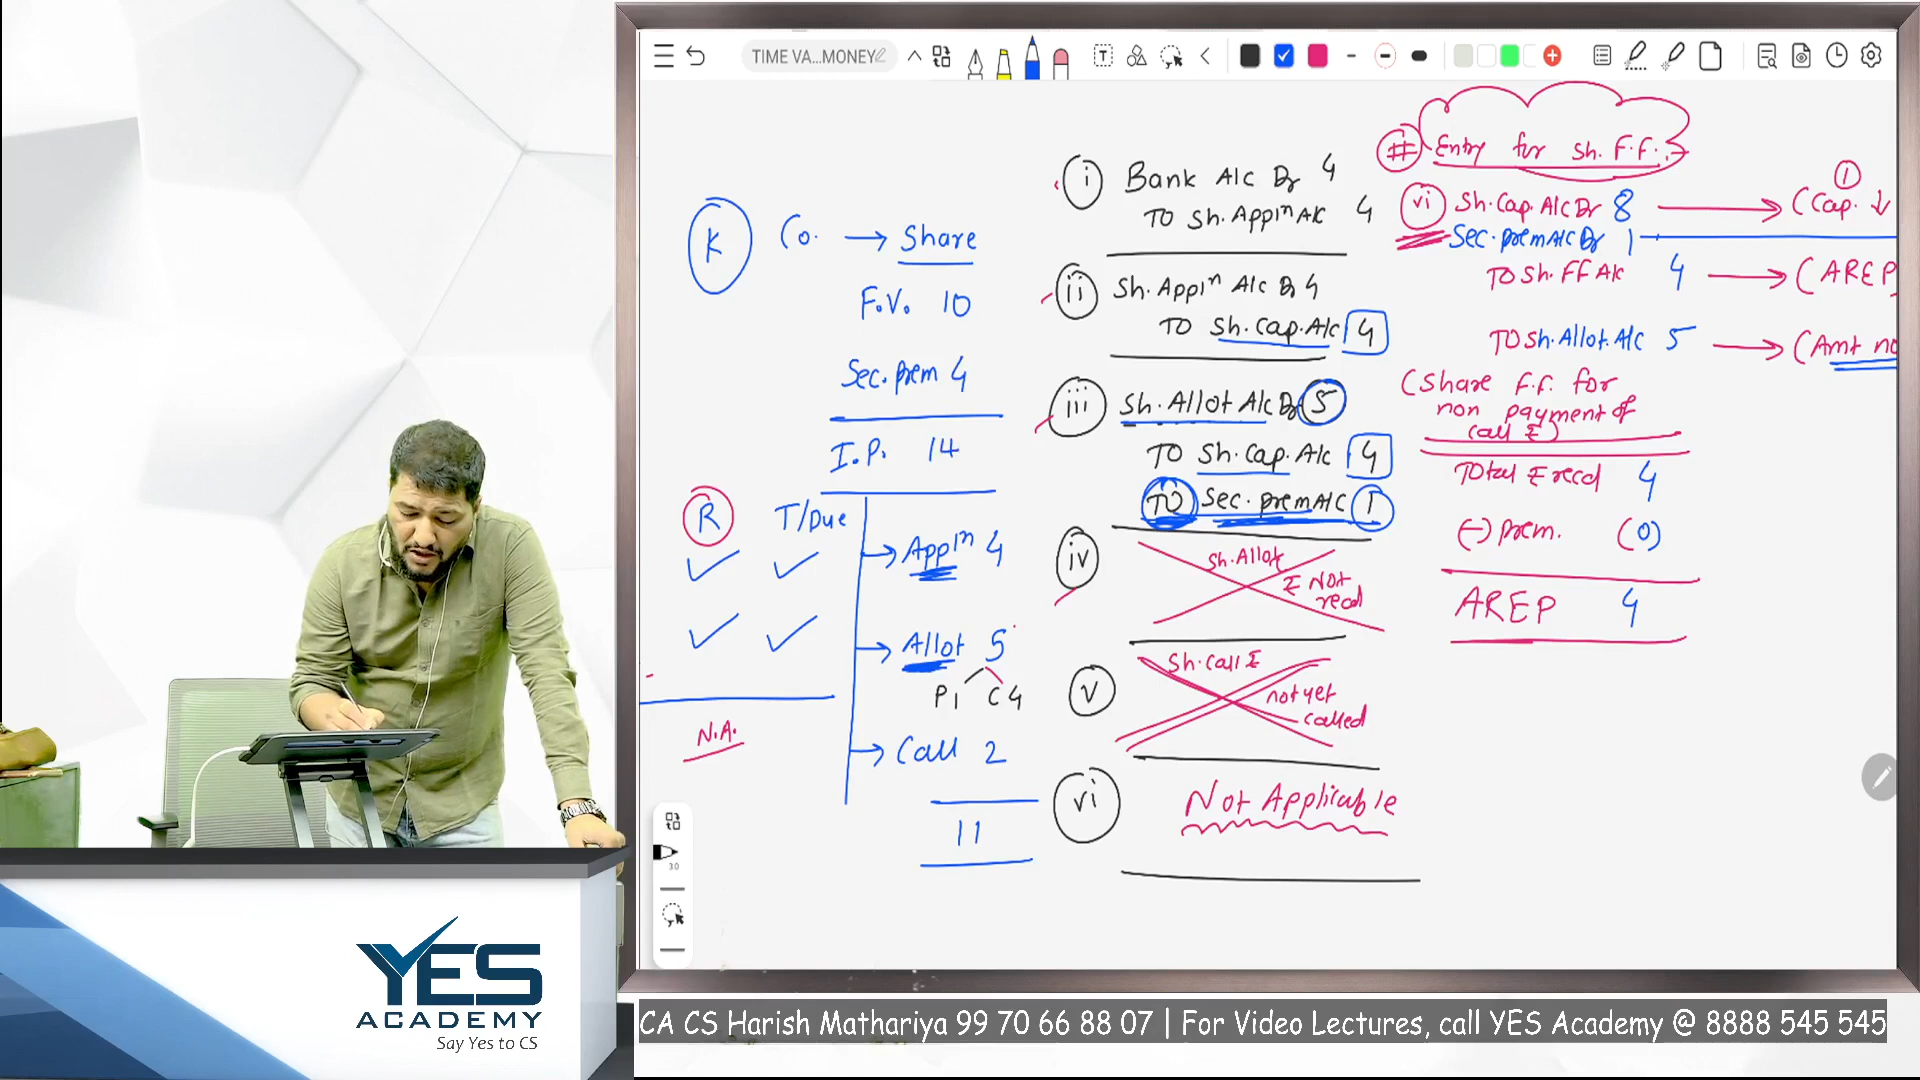 TIME VA...MONEY
K
Co. → Share
F.V. 10
Sec. prem 4
I.P. 14
R T/Due
→ Appln 4
→ Allot 5
P1 C4
→ Call 2
N.A.
11
i Bank A/c Dr 4
TO Sh. Appln A/c 4
ii Sh. Appln A/c Dr 4
TO Sh. Cap. A/c 4
iii Sh. Allot A/c Dr 5
TO Sh. Cap. A/c 4
TO Sec. prem A/c 1
iv Sh. Allot
₹ Not
recd
v Sh. Call ₹
not yet
called
vi Not Applicable
# Entry for Sh. F.F.
1
vi Sh. Cap. A/c Dr 8 → (Cap. ↓
Sec. prem A/c Dr 1
TO Sh. FF A/c 4 → (AREP
TO Sh. Allot. A/c 5 → (Amt no
(Share F.F. for
non payment of
Call ₹)
Total ₹ recd 4
(-) prem. (0)
AREP 4
3.0
YES
ACADEMY
Say Yes to CS
CA CS Harish Mathariya 99 70 66 88 07 | For Video Lectures, call YES Academy @ 8888 545 545